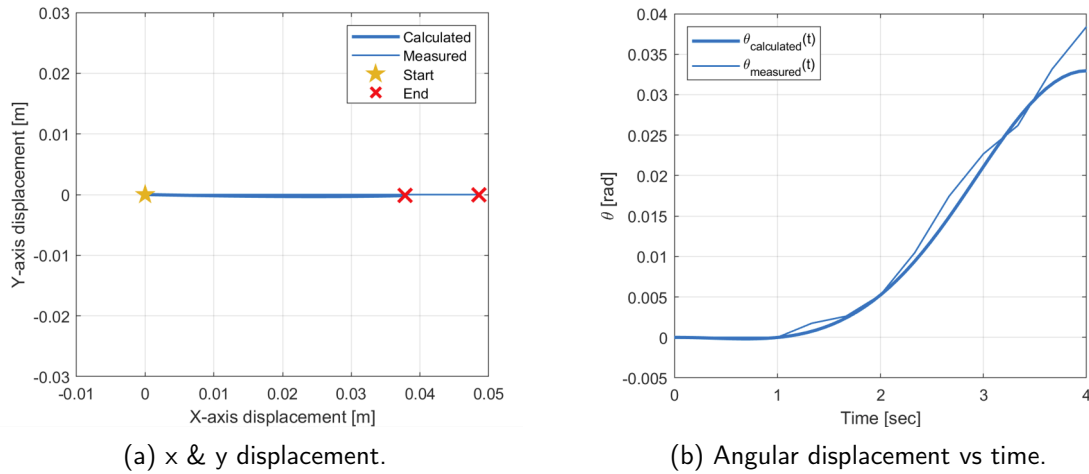 0.03
0.02
0.01
0
-0.01
-0.02
-0.03
Y-axis displacement [m]
Calculated
Measured
Start
End
-0.01 0 0.01 0.02 0.03 0.04 0.05
X-axis displacement [m]
(a) x & y displacement.
0.04
0.035
0.03
0.025
0.02
0.015
0.01
0.005
0
-0.005
θ [rad]
θcalculated(t)
θmeasured(t)
0 1 2 3 4
Time [sec]
(b) Angular displacement vs time.